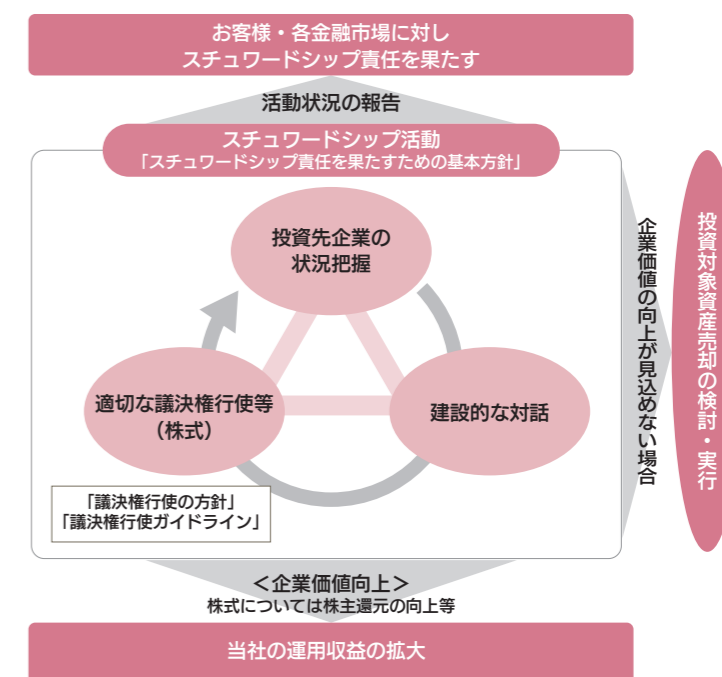 お客様・各金融市場に対し
スチュワードシップ責任を果たす
活動状況の報告
スチュワードシップ活動
「スチュワードシップ責任を果たすための基本方針」
投資先企業の
状況把握
適切な議決権行使等
（株式）
建設的な対話
「議決権行使の方針」
「議決権行使ガイドライン」
企業価値の向上が見込めない場合
投資対象資産売却の検討・実行
＜企業価値向上＞
株式については株主還元の向上等
当社の運用収益の拡大